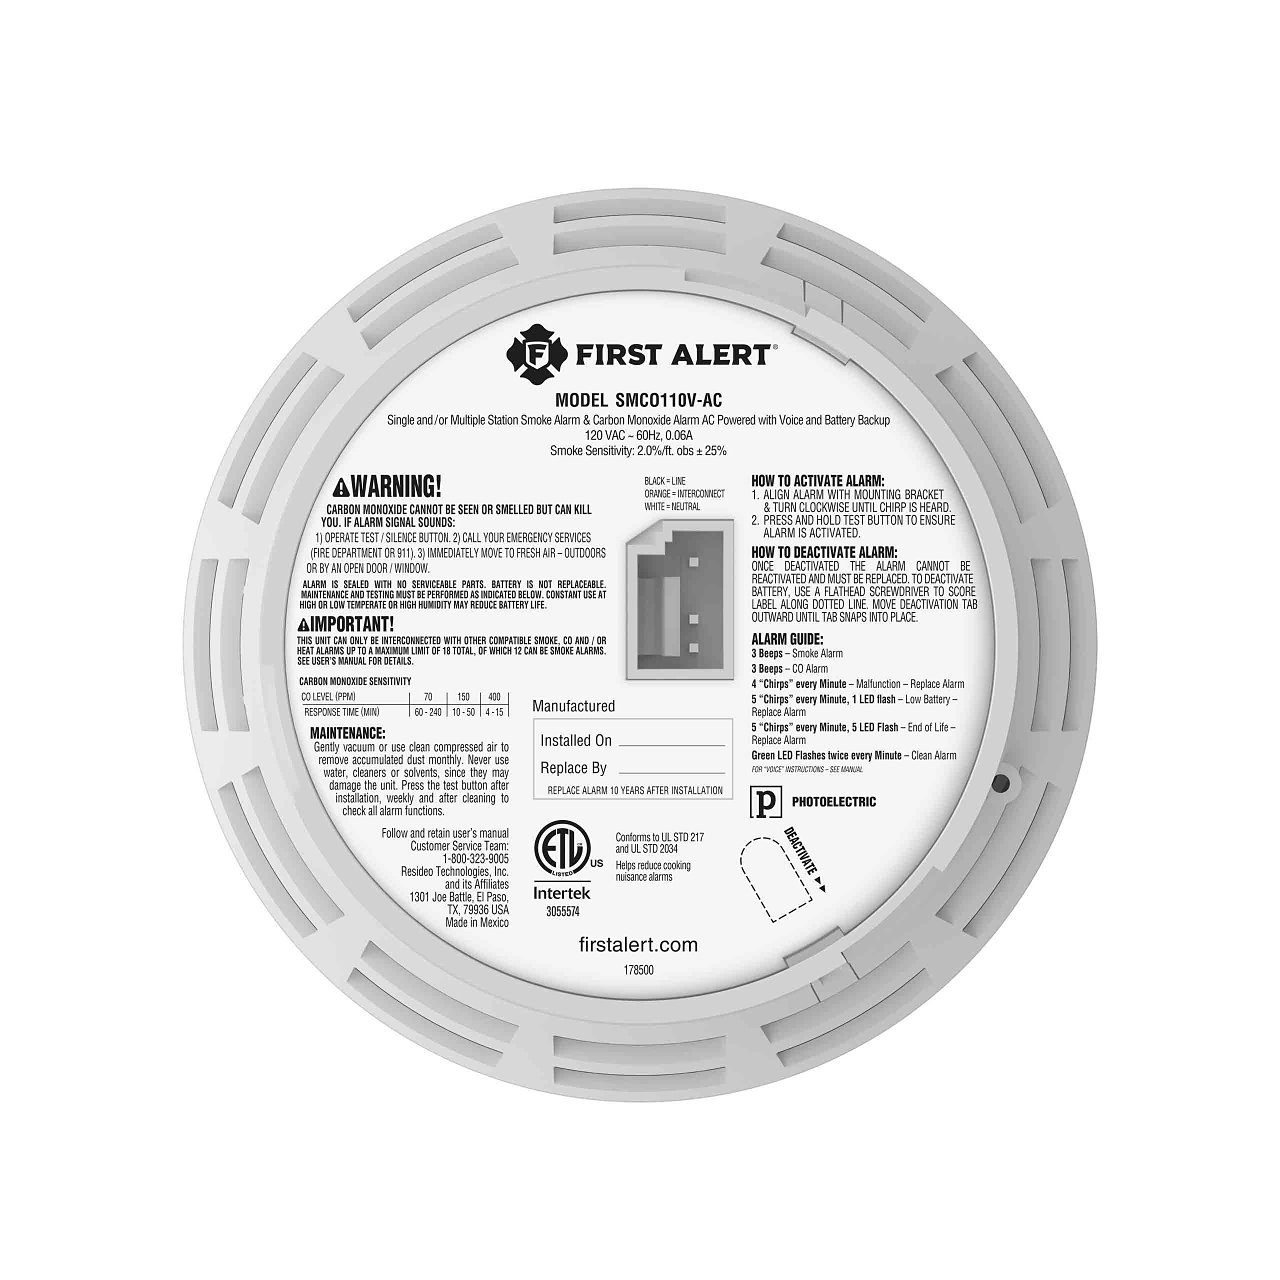 FIRST ALERT®
MODEL SMCO110V-AC
Single and /or Multiple Station Smoke Alarm & Carbon Monoxide Alarm AC Powered with Voice and Battery Backup
120 VAC ~ 60Hz, 0.06A
Smoke Sensitivity: 2.0%/ft. obs ± 25%
WARNING!
CARBON MONOXIDE CANNOT BE SEEN OR SMELLED BUT CAN KILL
YOU. IF ALARM SIGNAL SOUNDS:
1) OPERATE TEST / SILENCE BUTTON. 2) CALL YOUR EMERGENCY SERVICES
(FIRE DEPARTMENT OR 911). 3) IMMEDIATELY MOVE TO FRESH AIR – OUTDOORS
OR BY AN OPEN DOOR / WINDOW.
ALARM IS SEALED WITH NO SERVICEABLE PARTS. BATTERY IS NOT REPLACEABLE.
MAINTENANCE AND TESTING MUST BE PERFORMED AS INDICATED BELOW. CONSTANT USE AT
HIGH OR LOW TEMPERATE OR HIGH HUMIDITY MAY REDUCE BATTERY LIFE.
IMPORTANT!
THIS UNIT CAN ONLY BE INTERCONNECTED WITH OTHER COMPATIBLE SMOKE, CO AND / OR
HEAT ALARMS UP TO A MAXIMUM LIMIT OF 18 TOTAL, OF WHICH 12 CAN BE SMOKE ALARMS.
SEE USER'S MANUAL FOR DETAILS.
CARBON MONOXIDE SENSITIVITY
CO LEVEL (PPM) 70 150 400
RESPONSE TIME (MIN) 60 - 240 10 - 50 4 - 15
MAINTENANCE:
Gently vacuum or use clean compressed air to
remove accumulated dust monthly. Never use
water, cleaners or solvents, since they may
damage the unit. Press the test button after
installation, weekly and after cleaning to
check all alarm functions.
Follow and retain user's manual
Customer Service Team:
1-800-323-9005
Resideo Technologies, Inc.
and its Affiliates
1301 Joe Battle, El Paso,
TX, 79936 USA
Made in Mexico
BLACK = LINE
ORANGE = INTERCONNECT
WHITE = NEUTRAL
Manufactured
Installed On
Replace By
REPLACE ALARM 10 YEARS AFTER INSTALLATION
ETL
LISTED
US
Intertek
3055574
Conforms to UL STD 217
and UL STD 2034
Helps reduce cooking
nuisance alarms
HOW TO ACTIVATE ALARM:
1. ALIGN ALARM WITH MOUNTING BRACKET
& TURN CLOCKWISE UNTIL CHIRP IS HEARD.
2. PRESS AND HOLD TEST BUTTON TO ENSURE
ALARM IS ACTIVATED.
HOW TO DEACTIVATE ALARM:
ONCE DEACTIVATED THE ALARM CANNOT BE
REACTIVATED AND MUST BE REPLACED. TO DEACTIVATE
BATTERY, USE A FLATHEAD SCREWDRIVER TO SCORE
LABEL ALONG DOTTED LINE. MOVE DEACTIVATION TAB
OUTWARD UNTIL TAB SNAPS INTO PLACE.
ALARM GUIDE:
3 Beeps – Smoke Alarm
3 Beeps – CO Alarm
4 “Chirps” every Minute – Malfunction – Replace Alarm
5 “Chirps” every Minute, 1 LED flash – Low Battery –
Replace Alarm
5 “Chirps” every Minute, 5 LED Flash – End of Life –
Replace Alarm
Green LED Flashes twice every Minute – Clean Alarm
FOR "VOICE" INSTRUCTIONS – SEE MANUAL
P PHOTOELECTRIC
DEACTIVATE
firstalert.com
178500